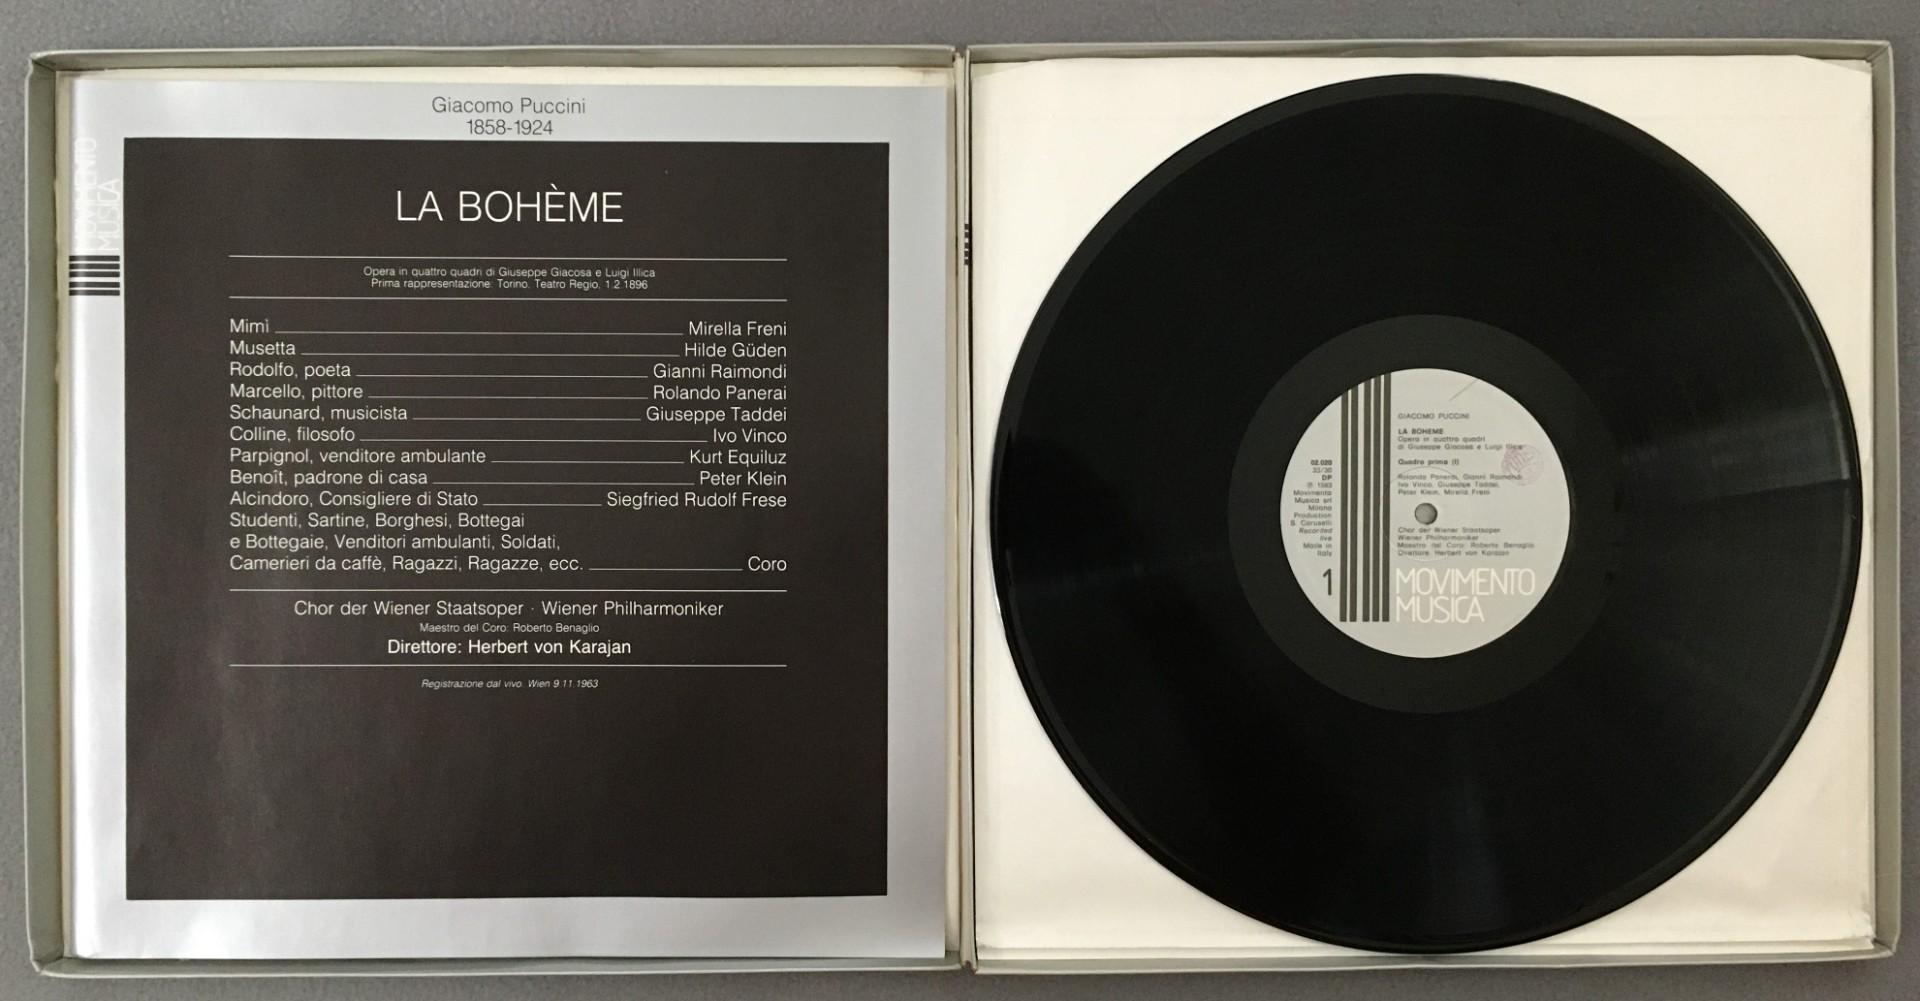 Giacomo Puccini
1858-1924
MOVIMENTO
MUSICA
LA BOHÈME
Opera in quattro quadri di Giuseppe Giacosa e Luigi Illica
Prima rappresentazione: Torino, Teatro Regio, 1.2.1896
Mimì Mirella Freni
Musetta Hilde Güden
Rodolfo, poeta Gianni Raimondi
Marcello, pittore Rolando Panerai
Schaunard, musicista Giuseppe Taddei
Colline, filosofo Ivo Vinco
Parpignol, venditore ambulante Kurt Equiluz
Benoît, padrone di casa Peter Klein
Alcindoro, Consigliere di Stato Siegfried Rudolf Frese
Studenti, Sartine, Borghesi, Bottegai
e Bottegaie, Venditori ambulanti, Soldati,
Camerieri da caffè, Ragazzi, Ragazze, ecc. Coro
Chor der Wiener Staatsoper · Wiener Philharmoniker
Maestro del Coro: Roberto Benaglio
Direttore: Herbert von Karajan
Registrazione dal vivo. Wien 9.11.1963
GIACOMO PUCCINI
LA BOHEME
Opera in quattro quadri
di Giuseppe Giacosa e Luigi Illica
Quadro primo (I)
Rolando Panerai, Gianni Raimondi
Ivo Vinco, Giuseppe Taddei,
Peter Klein, Mirella Freni
Chor der Wiener Staatsoper
Wiener Philharmoniker
Maestro del Coro: Roberto Benaglio
Direttore: Herbert von Karajan
02.020
33/30
DP
℗ 1983
Movimento
Musica srl
Milano
Production
S. Caruselli
Recorded
live
Made in
Italy
1
MOVIMENTO
MUSICA